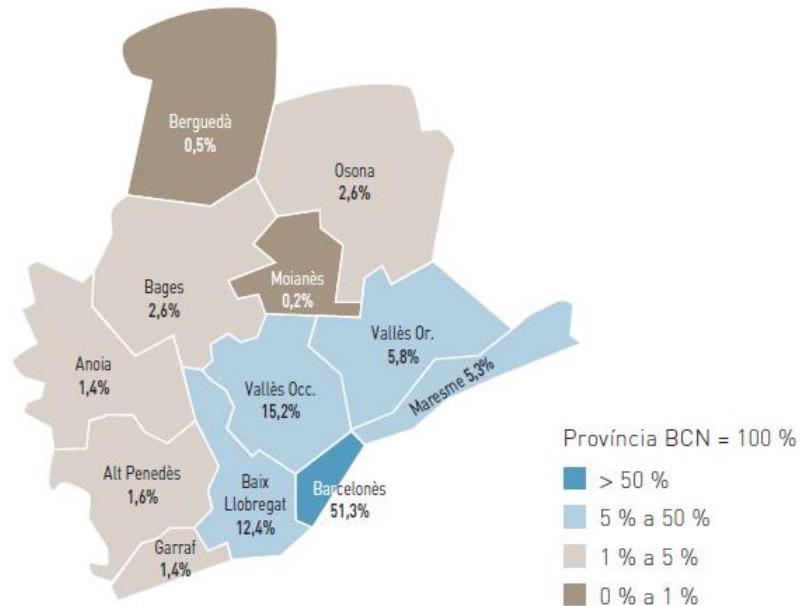 Berguedà
0,5%
Osona
2,6%
Bages
2,6%
Moianès
0,2%
Vallès Or.
5,8%
Maresme 5,3%
Anoia
1,4%
Vallès Occ.
15,2%
Alt Penedès
1,6%
Baix
Llobregat
12,4%
Barcelonès
51,3%
Garraf
1,4%
Província BCN = 100 %
> 50 %
5 % a 50 %
1 % a 5 %
0 % a 1 %